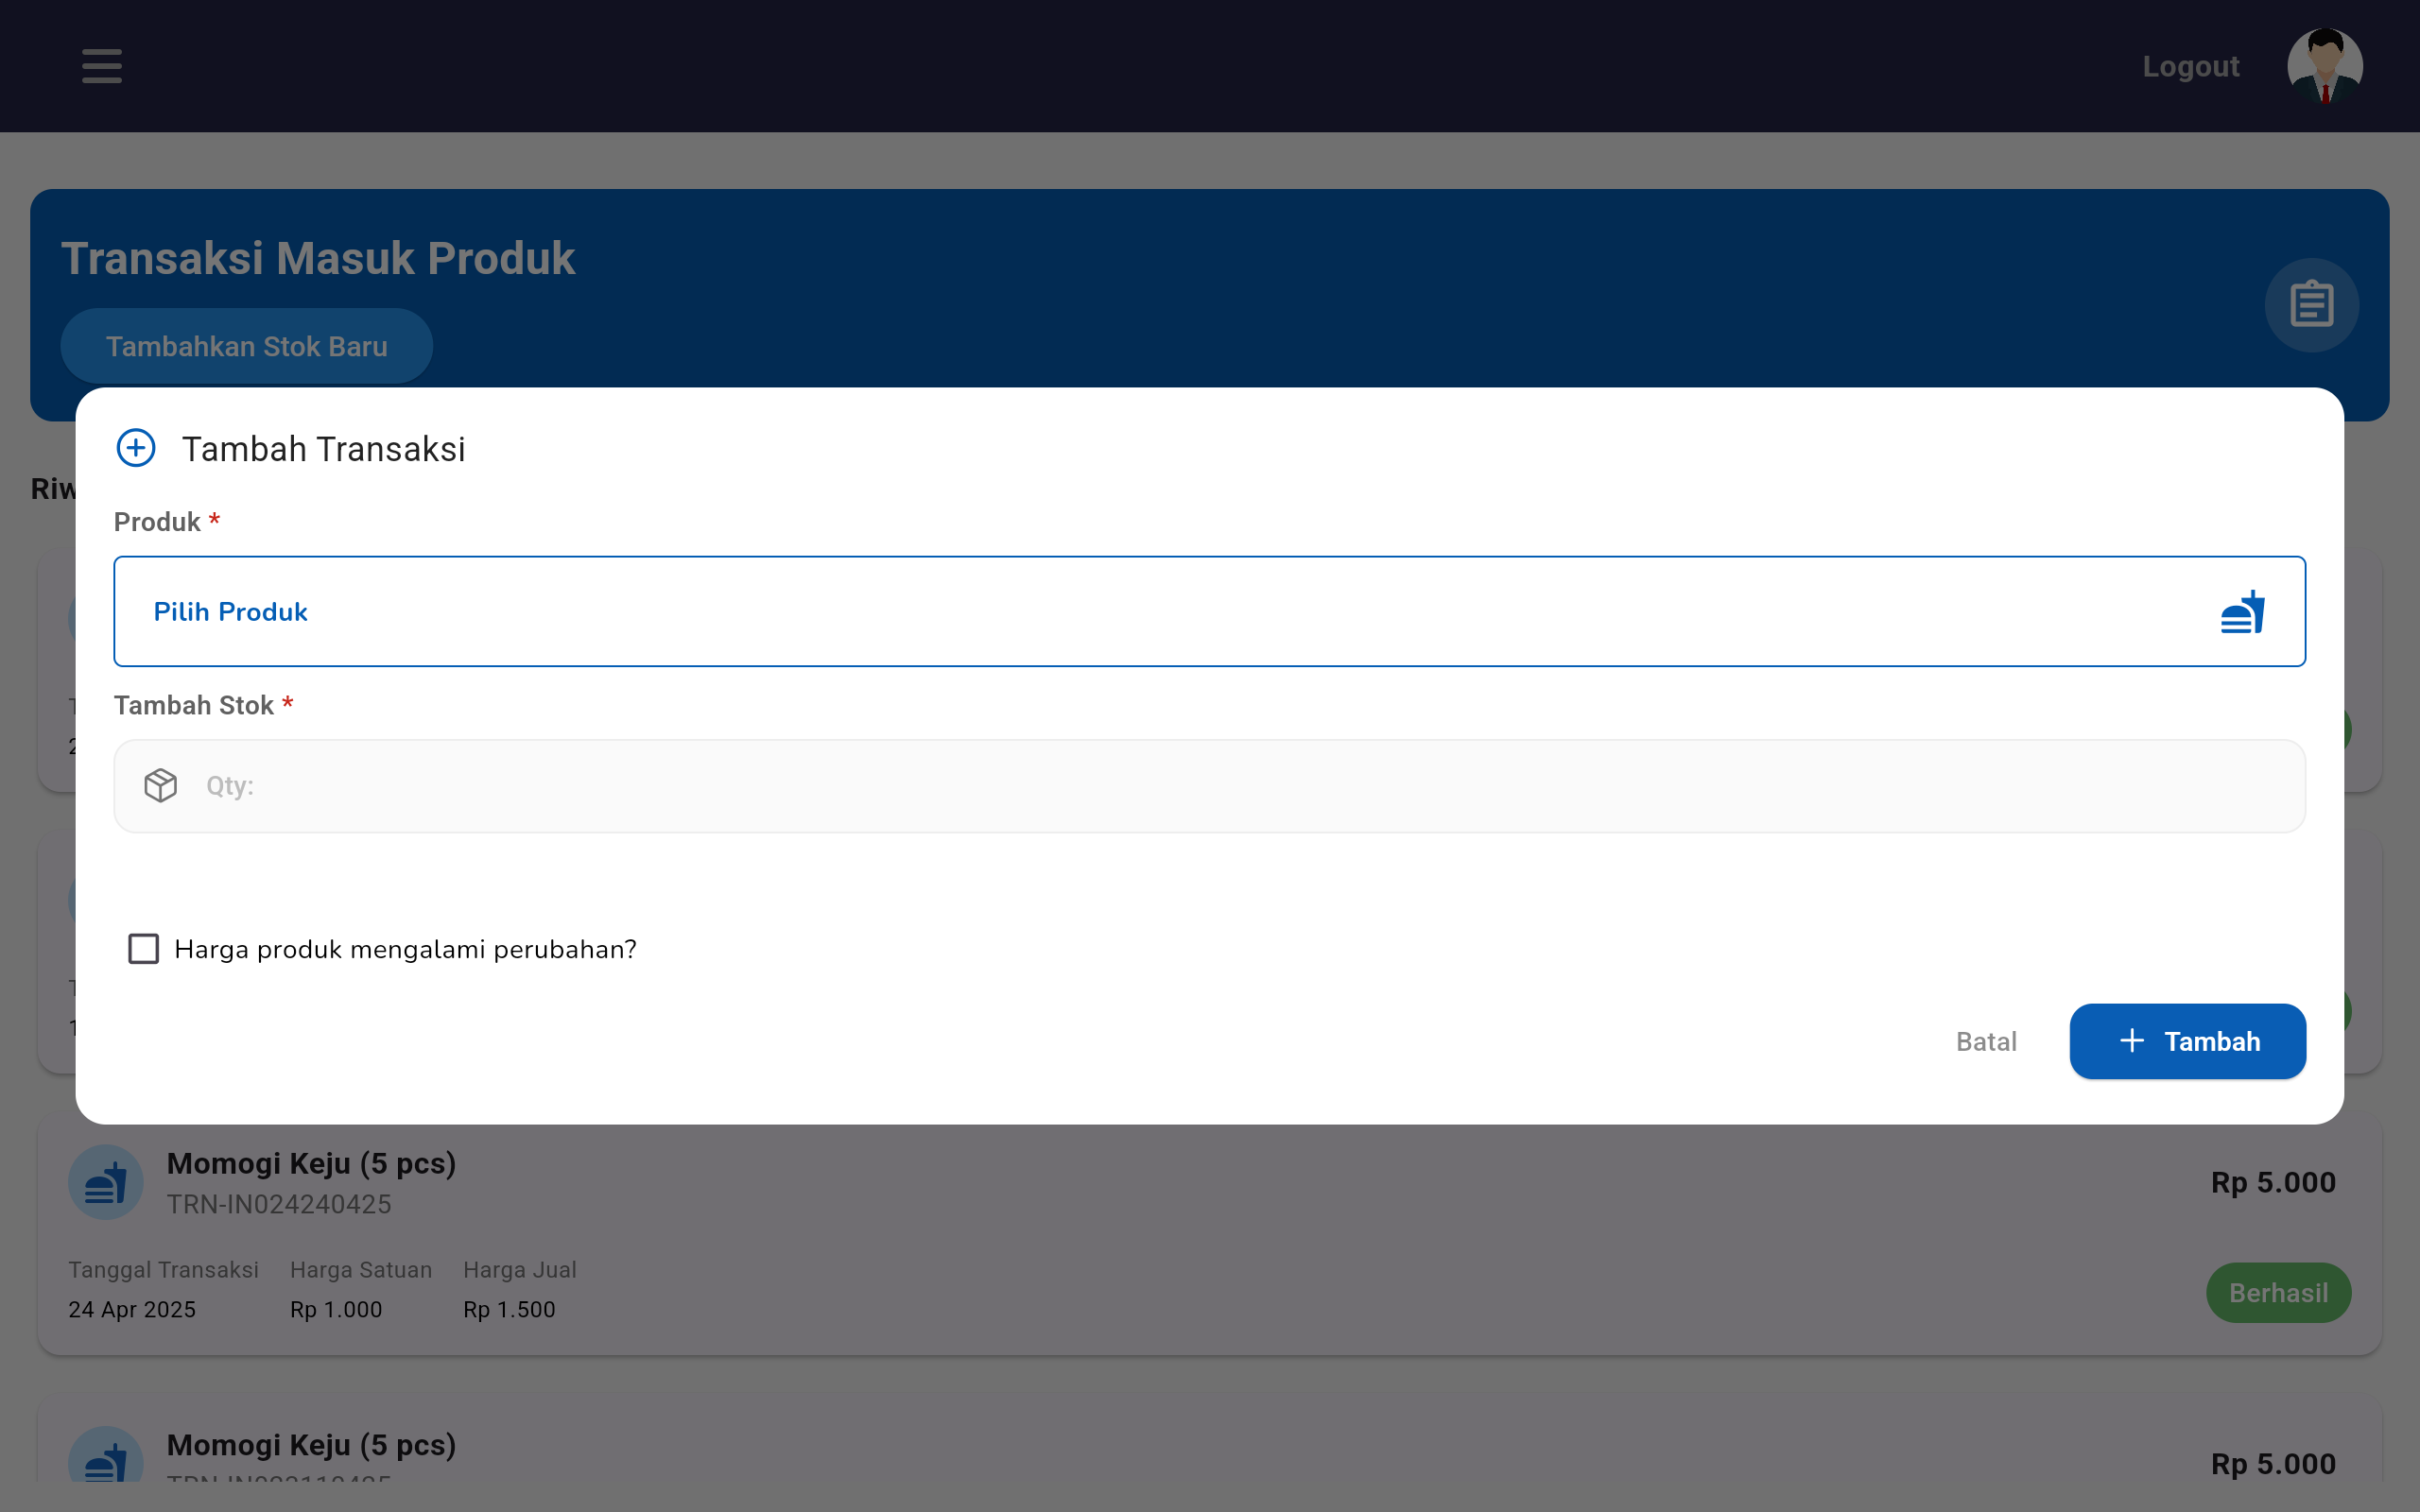 Logout
Transaksi Masuk Produk
Tambahkan Stok Baru
Tambah Transaksi
Produk *
Pilih Produk
Tambah Stok *
Qty:
Harga produk mengalami perubahan?
Batal
Tambah
Momogi Keju (5 pcs)
TRN-IN024240425
Rp 5.000
Tanggal Transaksi Harga Satuan Harga Jual
24 Apr 2025 Rp 1.000 Rp 1.500
Berhasil
Momogi Keju (5 pcs)
Rp 5.000